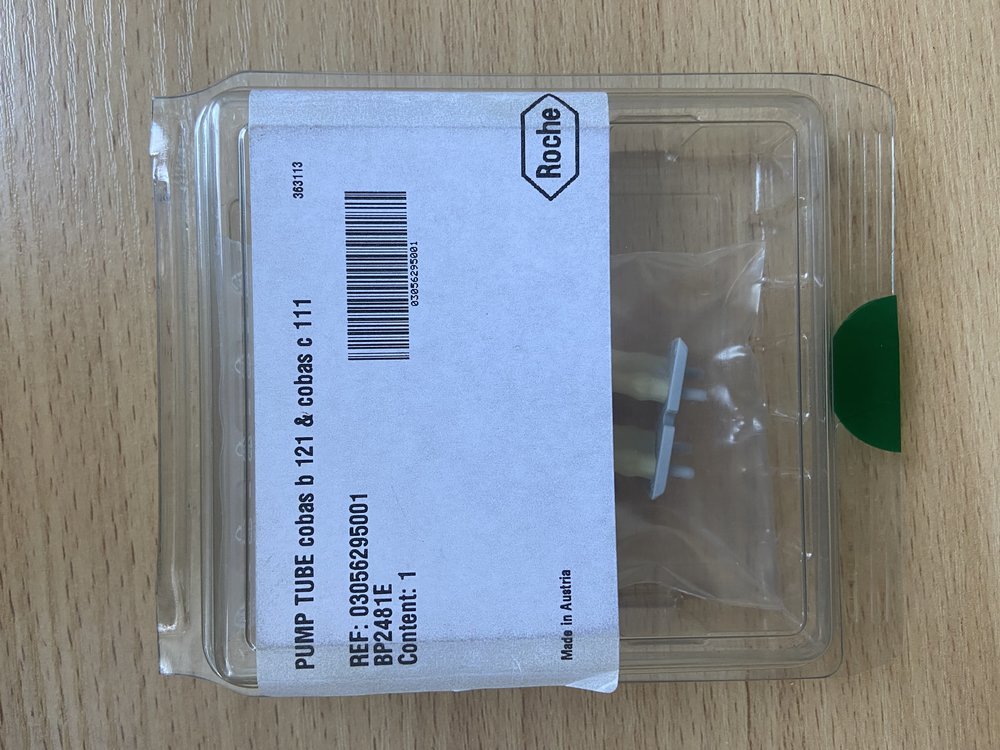 363113
Roche
PUMP TUBE cobas b 121 & cobas c 111
REF: 03056295001
BP2481E
Content: 1
03056295001
Made in Austria